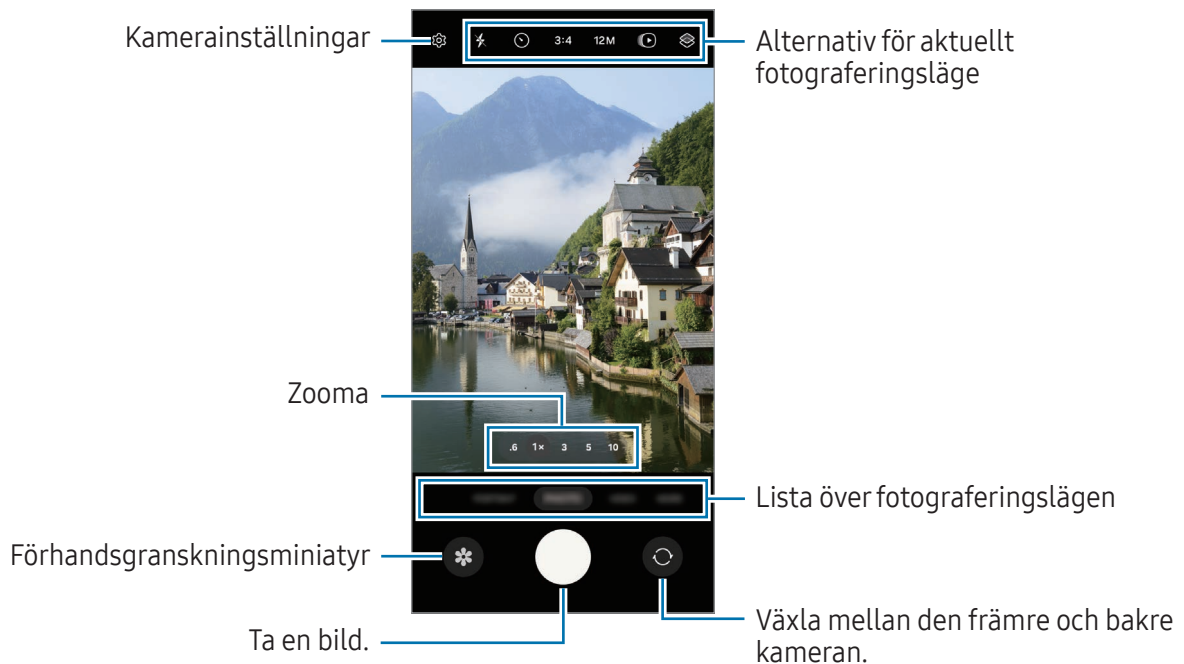 Kamerainställningar
3:4 12M
Alternativ för aktuellt
fotograferingsläge
Zooma
.6 1× 3 5 10
Lista över fotograferingslägen
Förhandsgranskningsminiatyr
Ta en bild.
Växla mellan den främre och bakre
kameran.